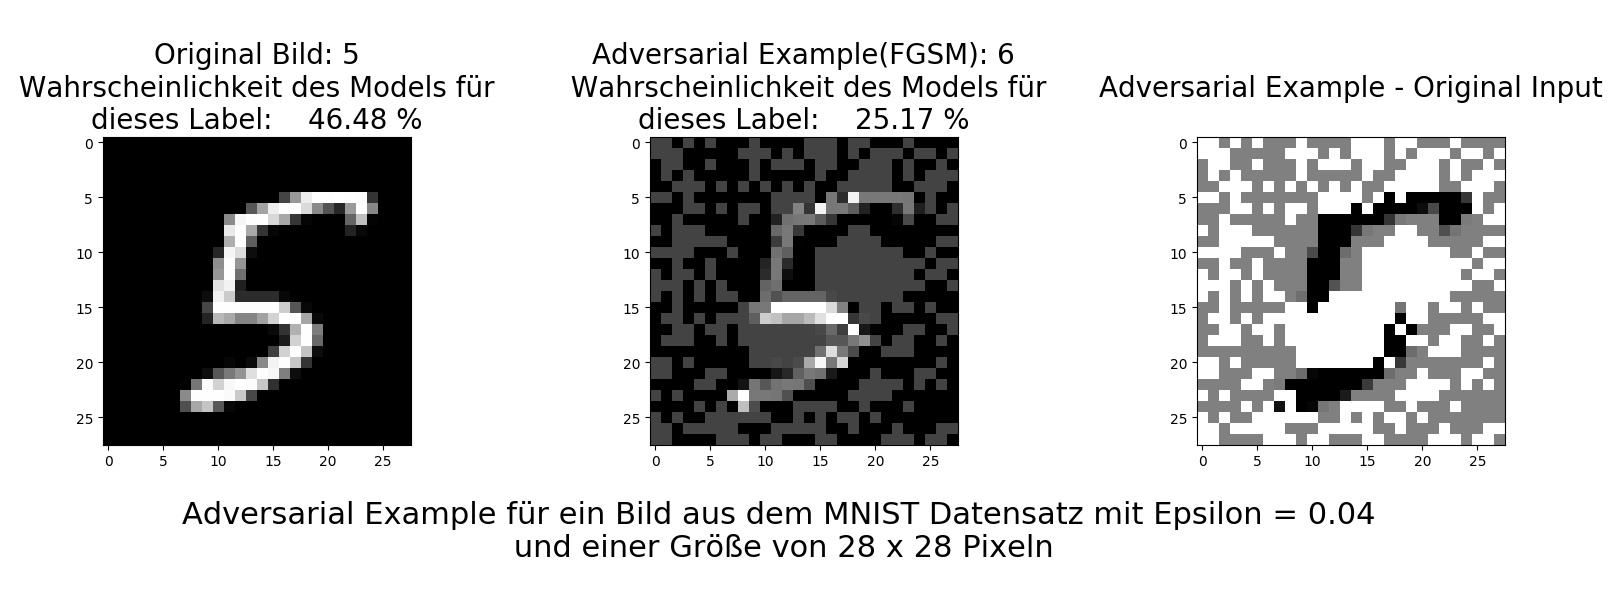 Original Bild: 5
Wahrscheinlichkeit des Models für
dieses Label: 46.48 %
0
5
10
15
20
25
0 5 10 15 20 25
Adversarial Example(FGSM): 6
Wahrscheinlichkeit des Models für
dieses Label: 25.17 %
0
5
10
15
20
25
0 5 10 15 20 25
Adversarial Example - Original Input
0
5
10
15
20
25
0 5 10 15 20 25
Adversarial Example für ein Bild aus dem MNIST Datensatz mit Epsilon = 0.04
und einer Größe von 28 x 28 Pixeln